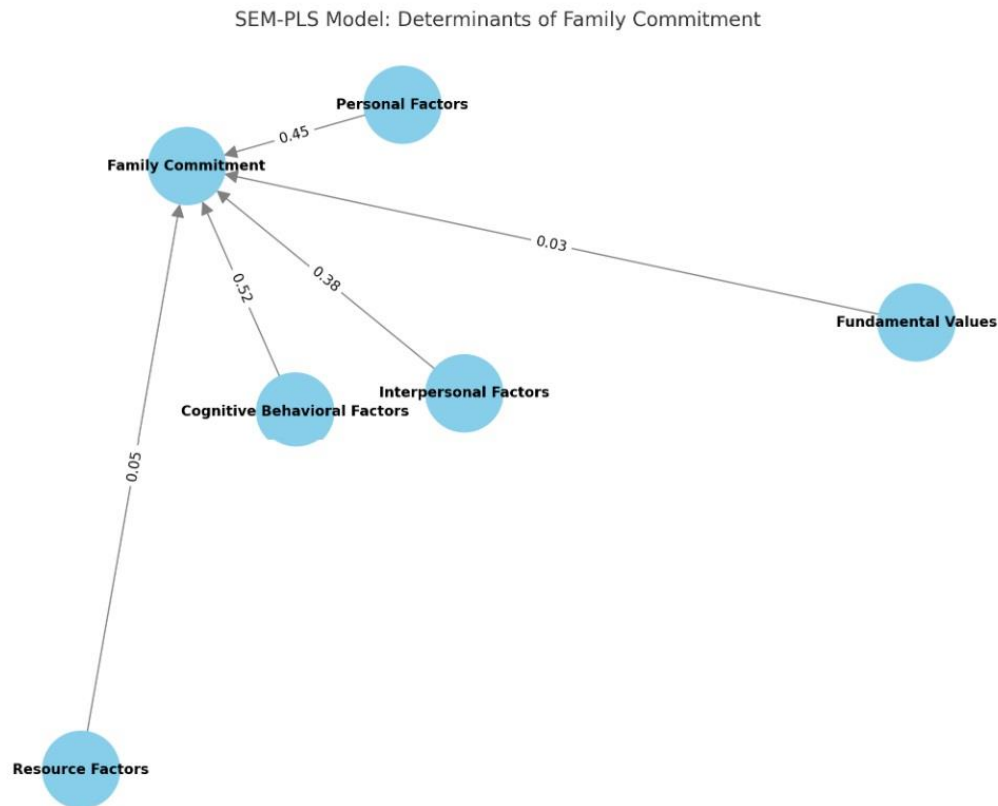 SEM-PLS Model: Determinants of Family Commitment
Personal Factors
0.45
Family Commitment
0.03
0.38
0.52
Fundamental Values
Interpersonal Factors
Cognitive Behavioral Factors
0.05
Resource Factors